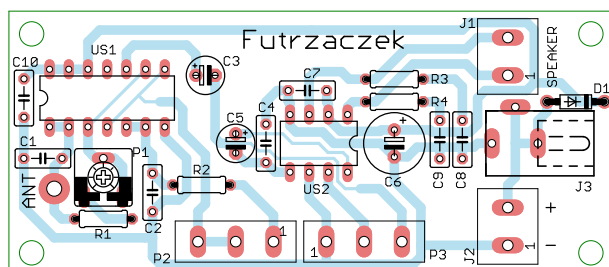 Futrzaczek
J1
US1
C10
C3
SPEAKER
C7
R3
D1
1
R4
C4
C5
C1
P1
R2
ANT
US2
C6
C9
C8
J3
R1
C2
+
P2
1
1
P3
J2
1
−